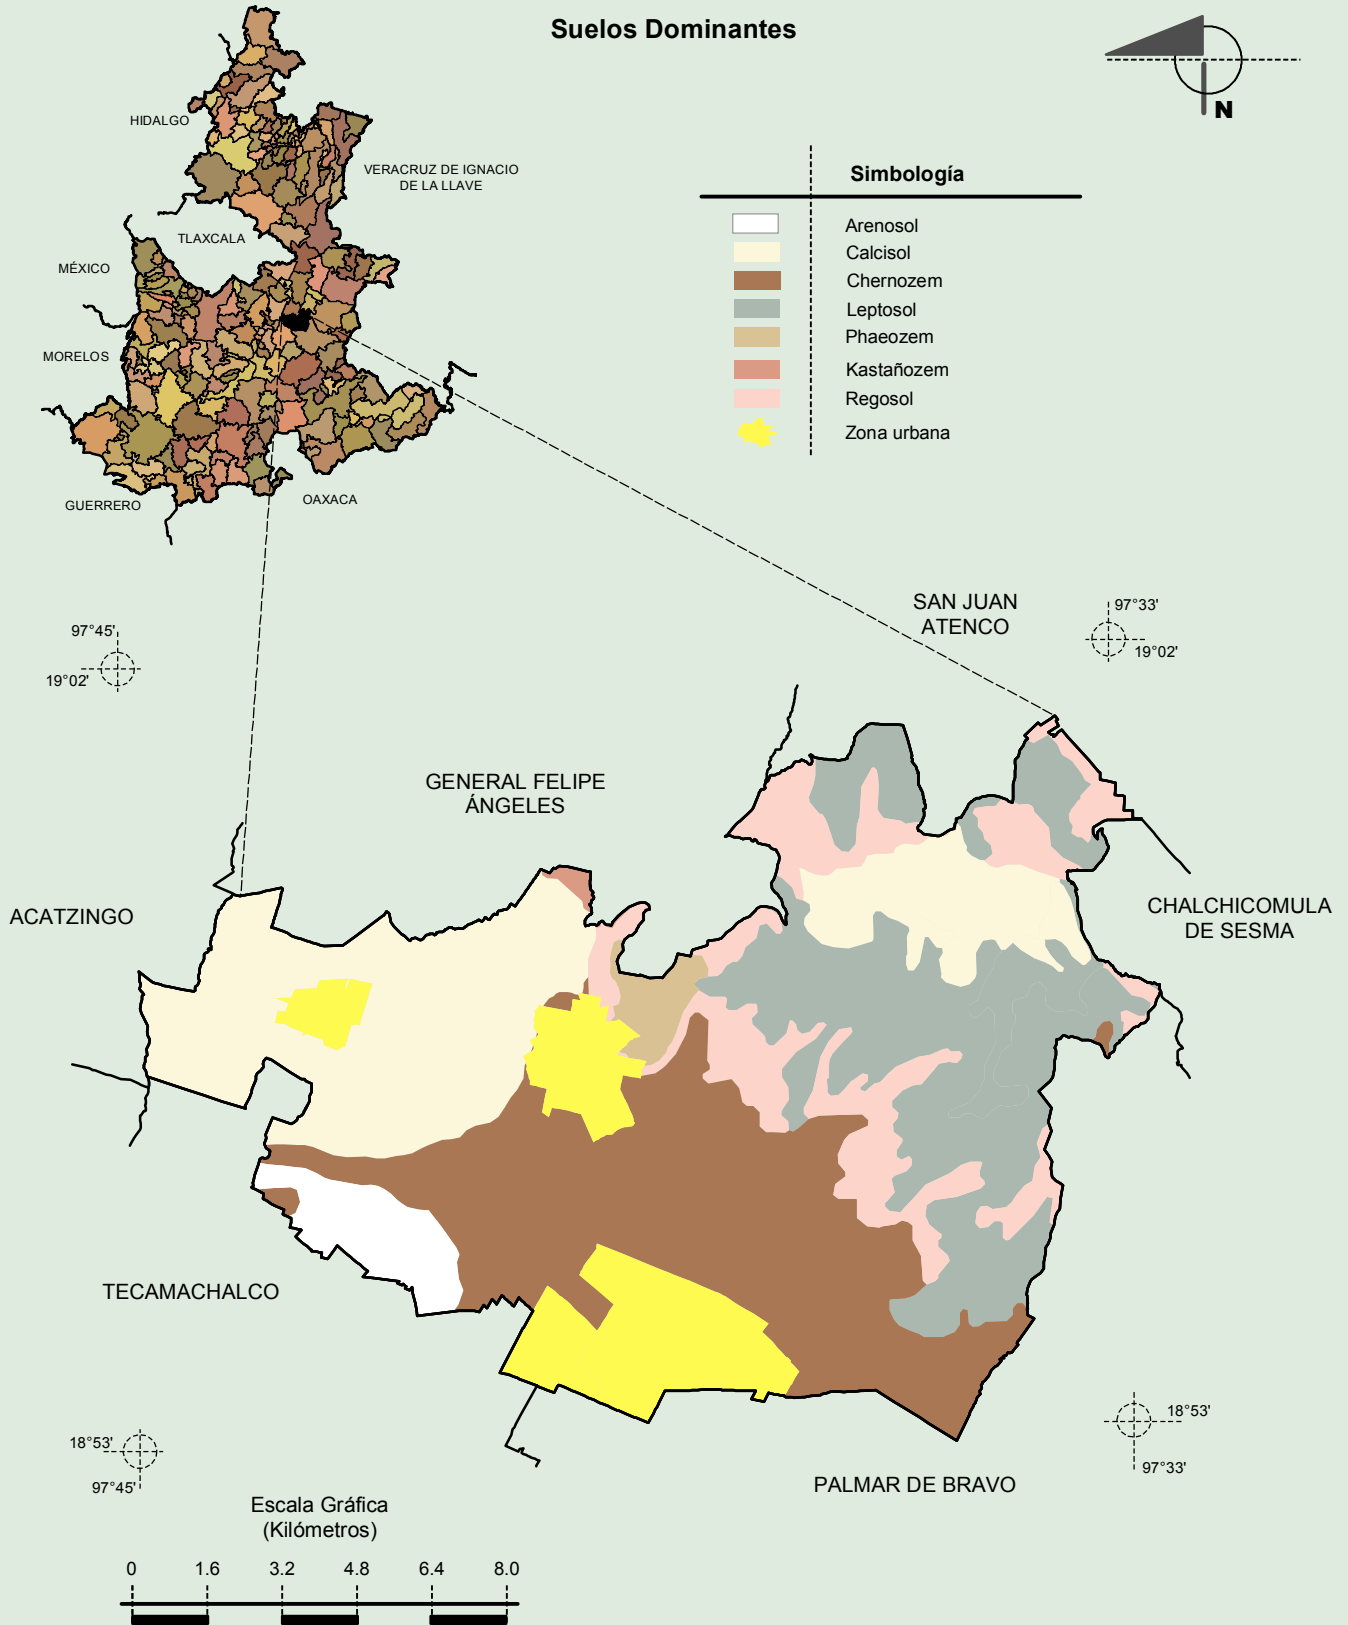 Suelos Dominantes
N
HIDALGO
VERACRUZ DE IGNACIO
DE LA LLAVE
TLAXCALA
MÉXICO
MORELOS
GUERRERO
OAXACA
Simbología
Arenosol
Calcisol
Chernozem
Leptosol
Phaeozem
Kastañozem
Regosol
Zona urbana
97°45'
19°02'
SAN JUAN
ATENCO
97°33'
19°02'
GENERAL FELIPE
ÁNGELES
ACATZINGO
CHALCHICOMULA
DE SESMA
TECAMACHALCO
PALMAR DE BRAVO
18°53'
97°45'
18°53'
97°33'
Escala Gráfica
(Kilómetros)
0 1.6 3.2 4.8 6.4 8.0